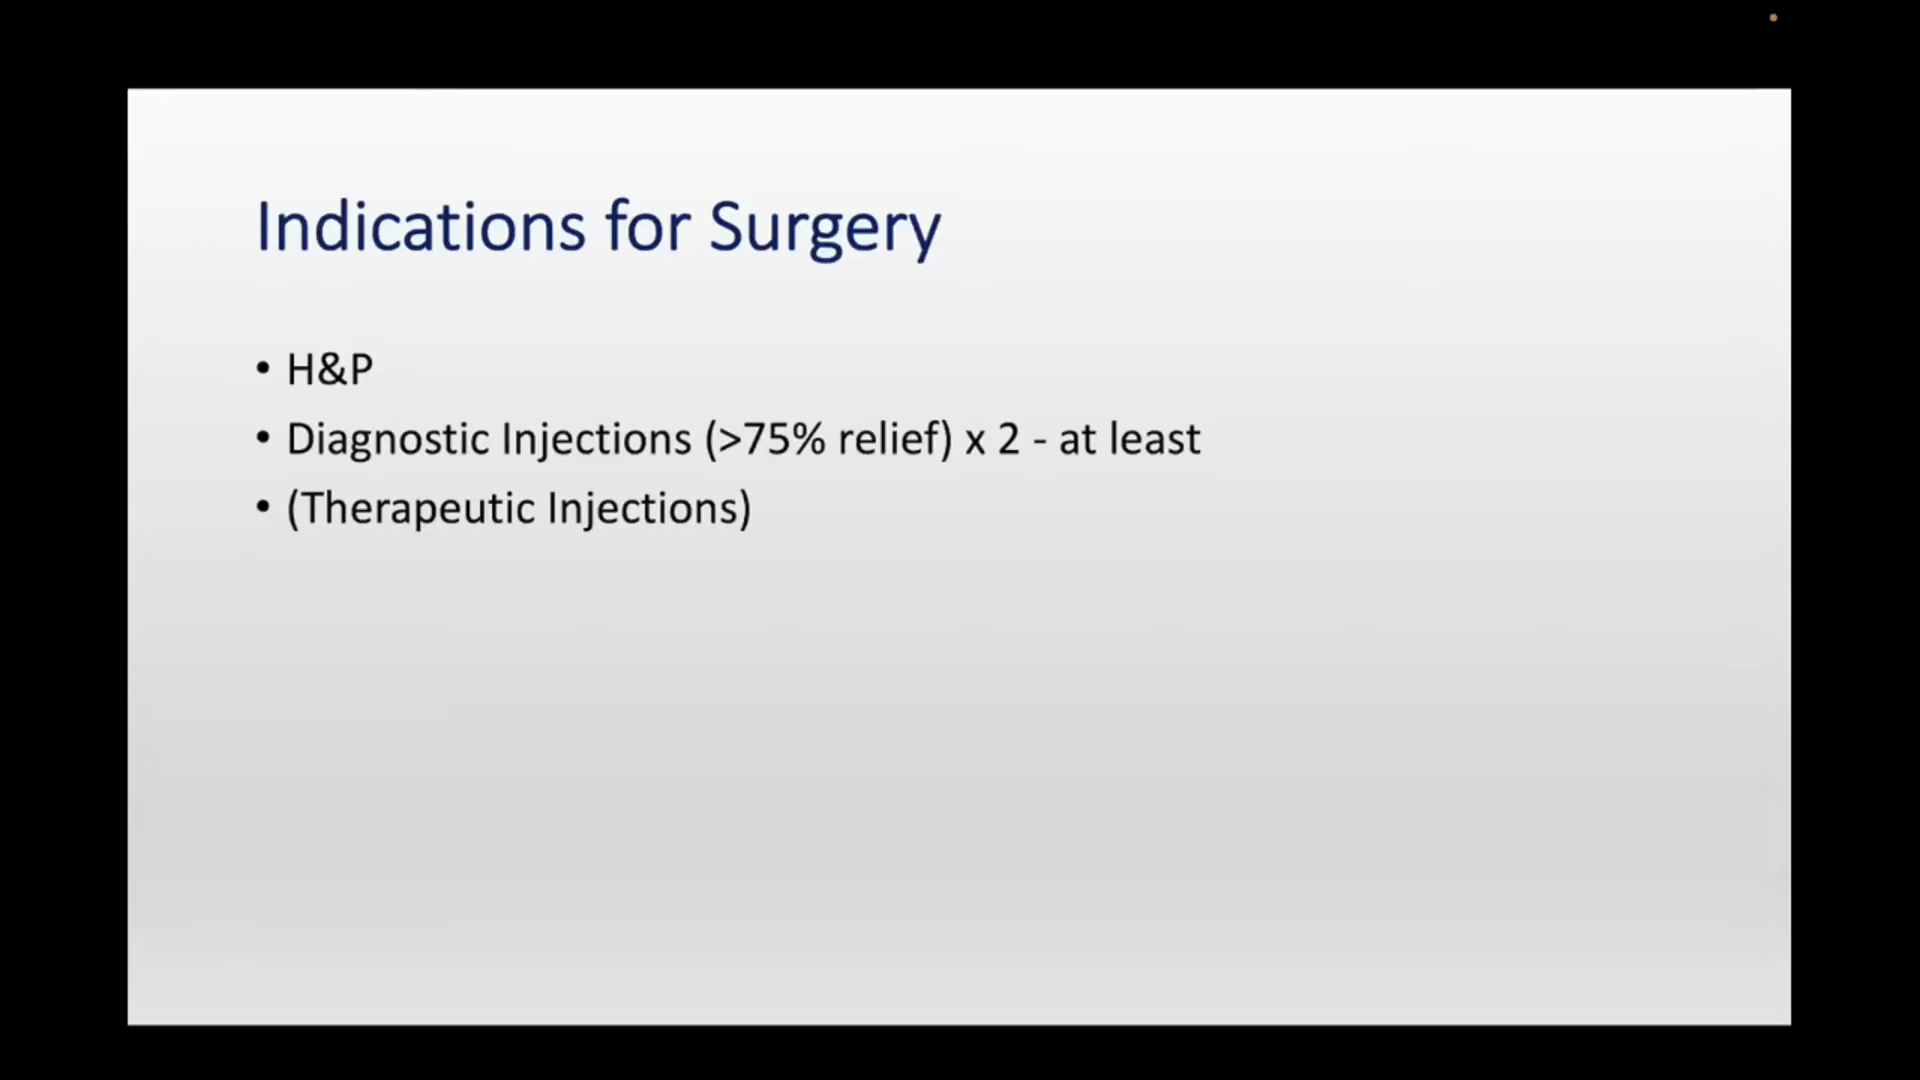 Indications for Surgery
• H&P
• Diagnostic Injections (>75% relief) x 2 - at least
• (Therapeutic Injections)